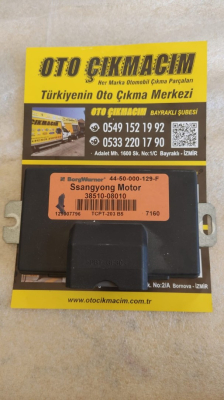 OTO ÇIKMACIM
Her Marka Otomobil Çıkma Parçaları
Türkiyenin Oto Çıkma Merkezi
OTO ÇIKMACIM
BAYRAKLI ŞUBESİ
0549 152 19 92
0533 220 17 90
Adalet Mh. 1600 Sk. No:1/C Bayraklı - İZMİR
BorgWarner 44-50-000-129-F
Ssangyong Motor
38510-08010
TCPT-203 BS 7160
Sk. No:2/A Bornova - İZMİR
www.otocikmacim.com